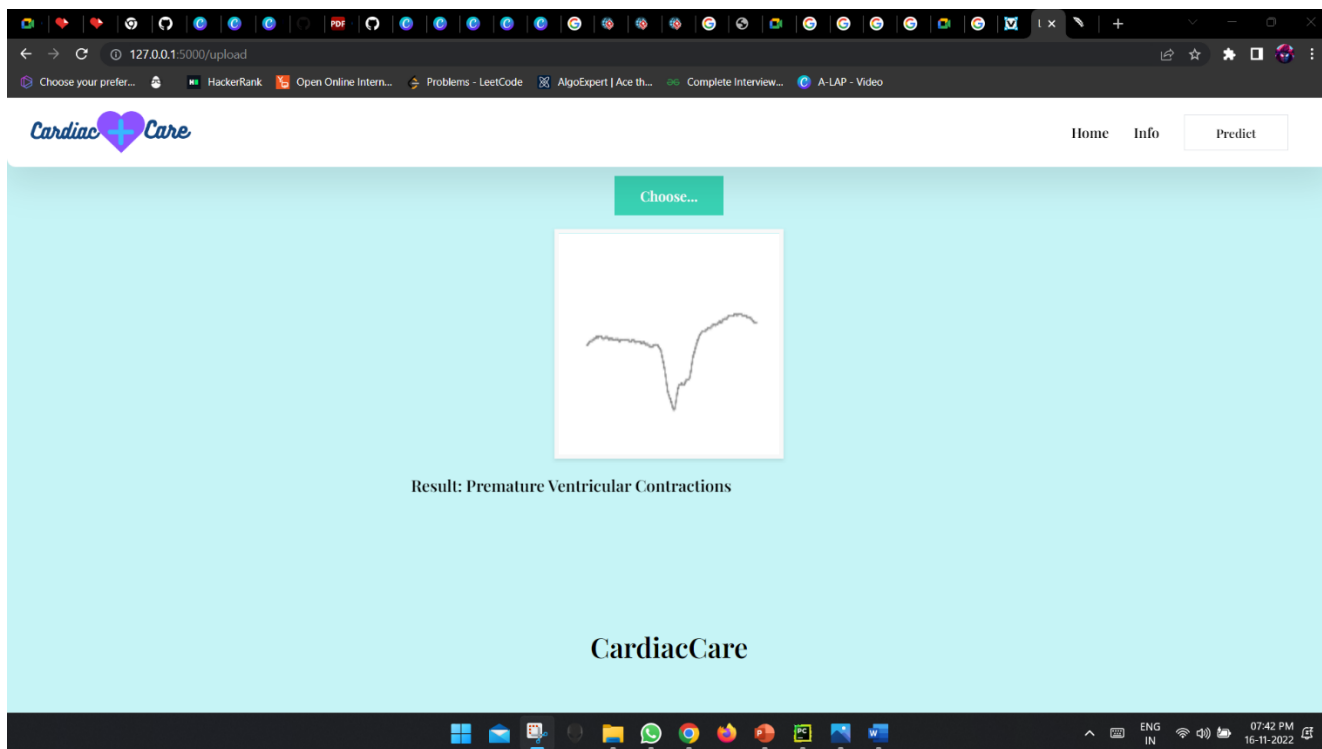 PDF
127.0.0.1:5000/upload
Choose your prefer... HackerRank Open Online Intern... Problems - LeetCode AlgoExpert | Ace th... Complete Interview... A-LAP - Video
Cardiac Care
Home Info Predict
Choose...
Result: Premature Ventricular Contractions
CardiacCare
ENG 07:42 PM
IN 16-11-2022